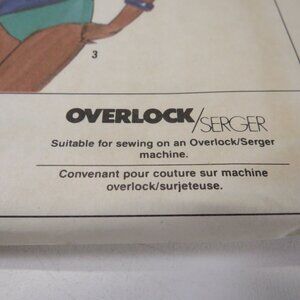 3
OVERLOCK/SERGER
Suitable for sewing on an Overlock/Serger
machine.
Convenant pour couture sur machine
overlock/surjeteuse.